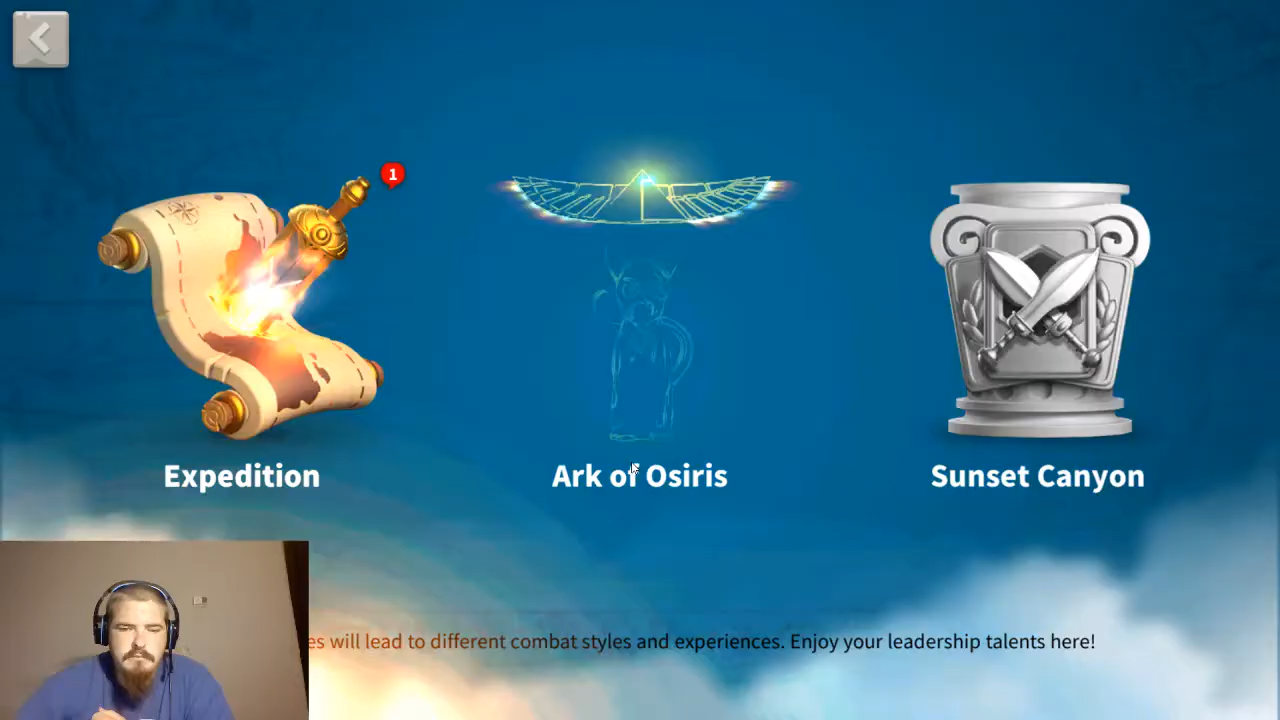 1
Expedition
Ark of Osiris
Sunset Canyon
will lead to different combat styles and experiences. Enjoy your leadership talents here!